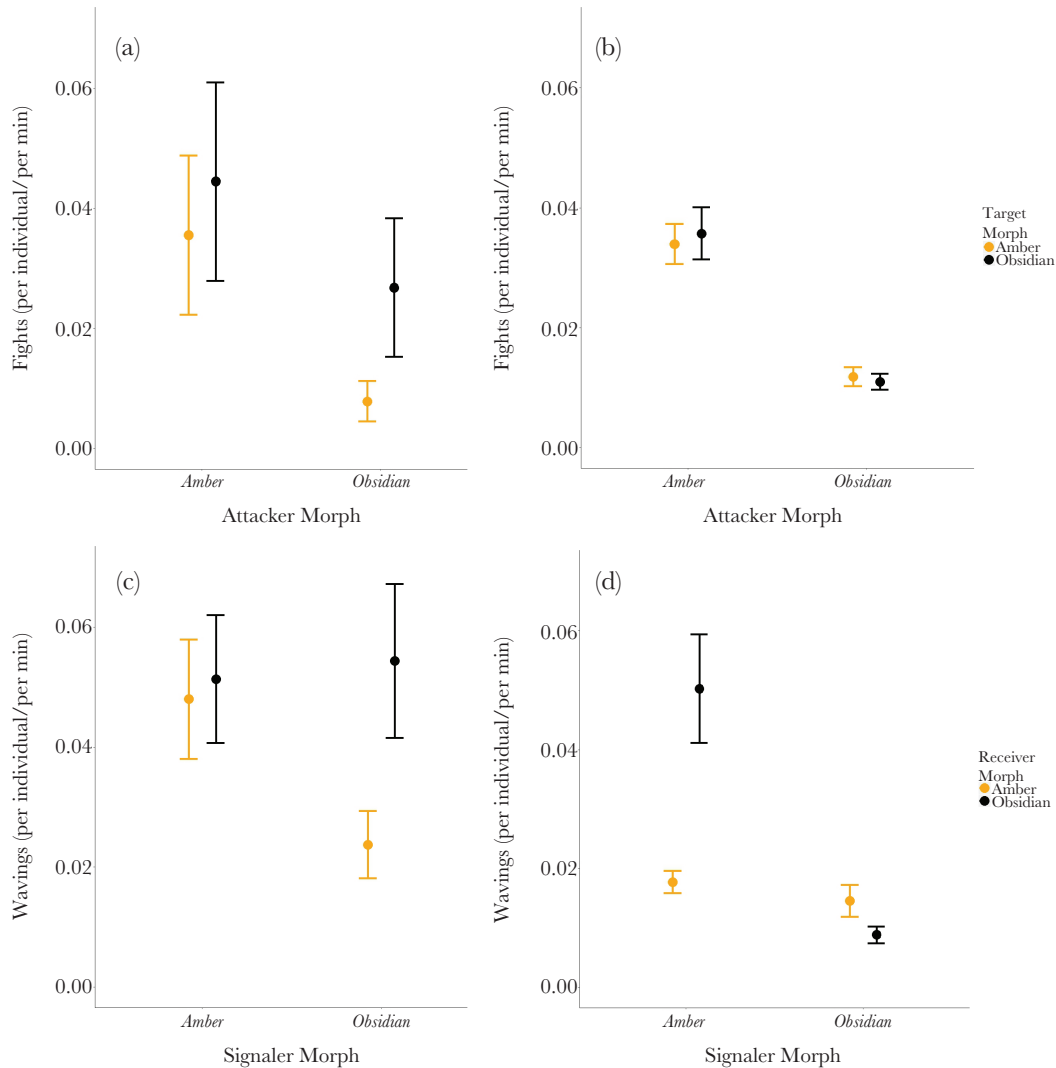 (a)
Fights (per individual/per min)
0.06
0.04
0.02
0.00
Amber
Obsidian
Attacker Morph
(b)
Fights (per individual/per min)
0.06
0.04
0.02
0.00
Amber
Obsidian
Attacker Morph
Target
Morph
Amber
Obsidian
(c)
Wavings (per individual/per min)
0.06
0.04
0.02
0.00
Amber
Obsidian
Signaler Morph
(d)
Wavings (per individual/per min)
0.06
0.04
0.02
0.00
Amber
Obsidian
Signaler Morph
Receiver
Morph
Amber
Obsidian